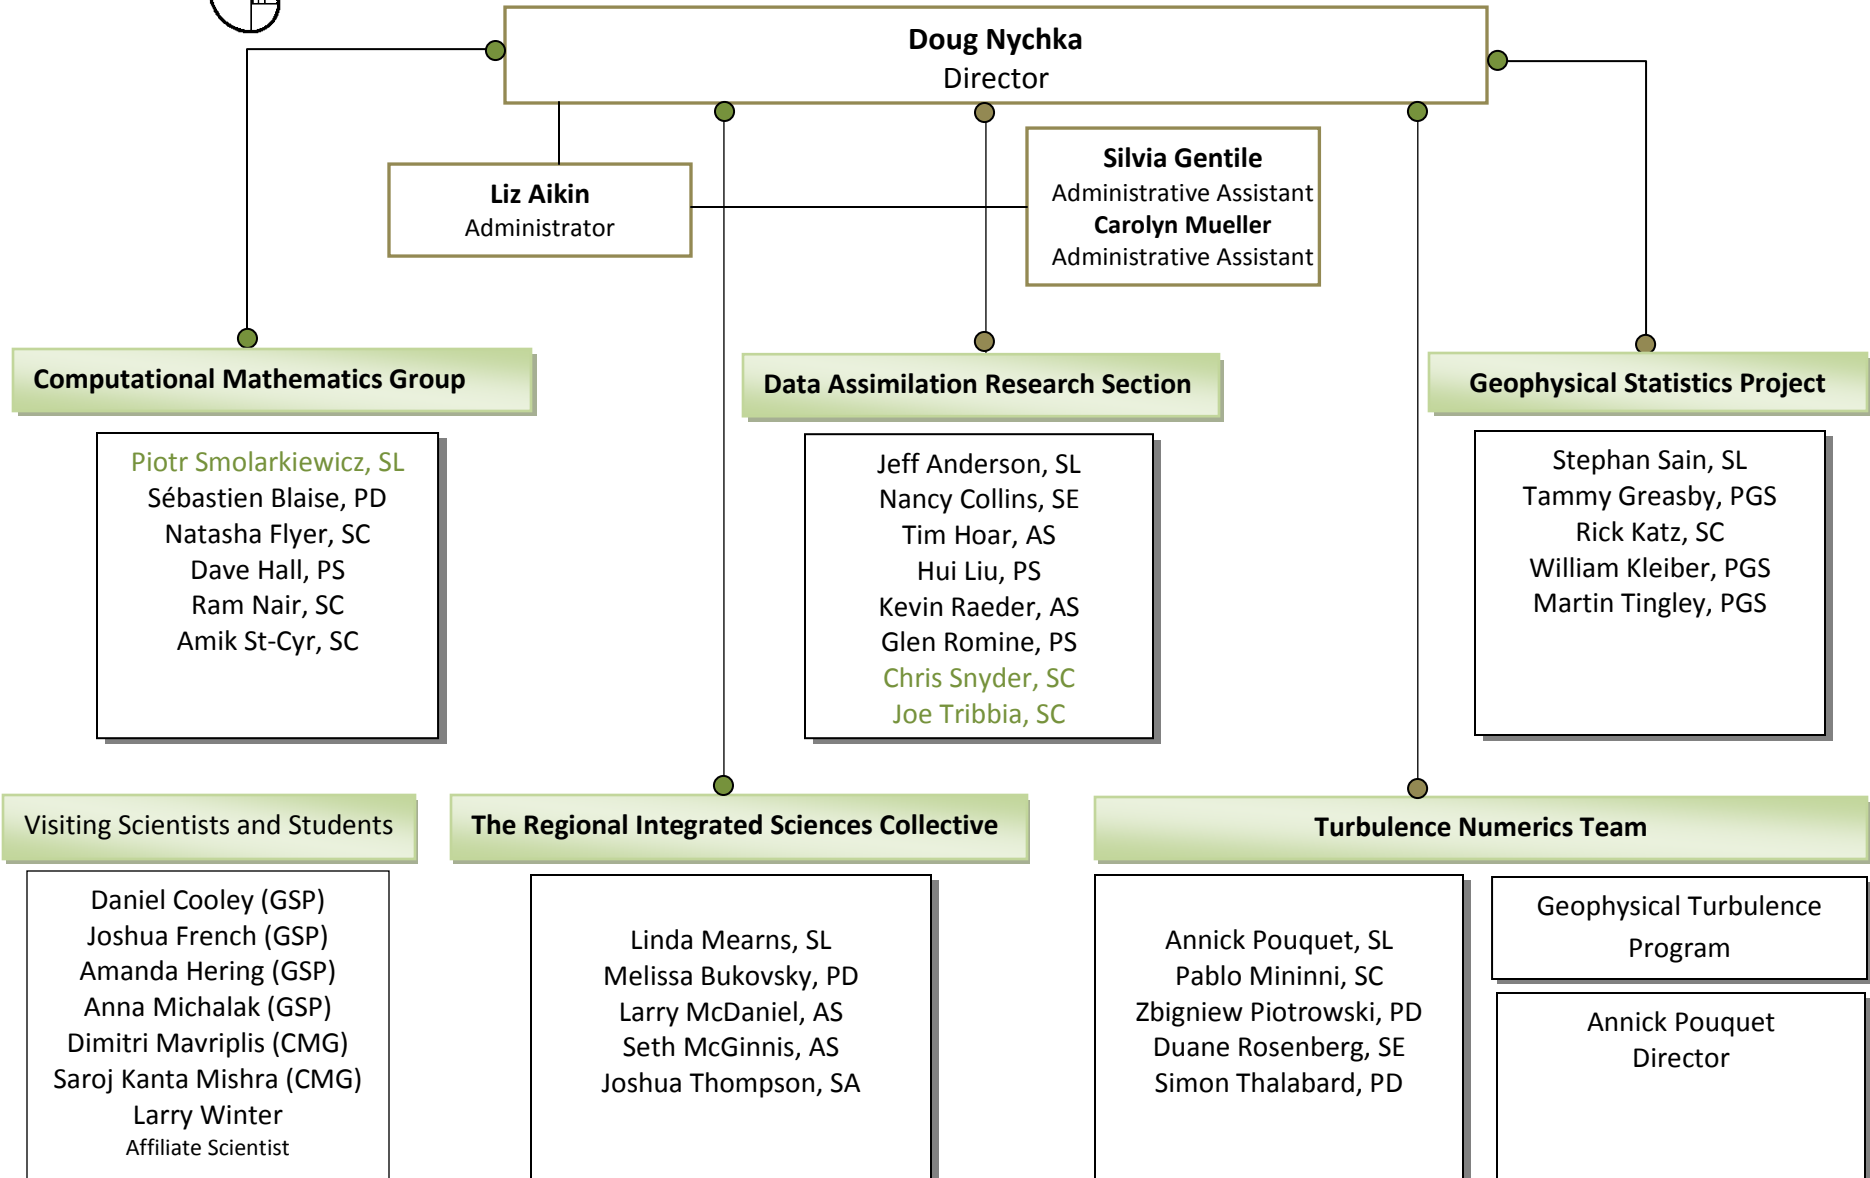 Doug Nychka
Director
Liz Aikin
Administrator
Silvia Gentile
Administrative Assistant
Carolyn Mueller
Administrative Assistant
Computational Mathematics Group
Piotr Smolarkiewicz, SL
Sébastien Blaise, PD
Natasha Flyer, SC
Dave Hall, PS
Ram Nair, SC
Amik St-Cyr, SC
Data Assimilation Research Section
Jeff Anderson, SL
Nancy Collins, SE
Tim Hoar, AS
Hui Liu, PS
Kevin Raeder, AS
Glen Romine, PS
Chris Snyder, SC
Joe Tribbia, SC
Geophysical Statistics Project
Stephan Sain, SL
Tammy Greasby, PGS
Rick Katz, SC
William Kleiber, PGS
Martin Tingley, PGS
Visiting Scientists and Students
Daniel Cooley (GSP)
Joshua French (GSP)
Amanda Hering (GSP)
Anna Michalak (GSP)
Dimitri Mavriplis (CMG)
Saroj Kanta Mishra (CMG)
Larry Winter
Affiliate Scientist
The Regional Integrated Sciences Collective
Linda Mearns, SL
Melissa Bukovsky, PD
Larry McDaniel, AS
Seth McGinnis, AS
Joshua Thompson, SA
Turbulence Numerics Team
Annick Pouquet, SL
Pablo Mininni, SC
Zbigniew Piotrowski, PD
Duane Rosenberg, SE
Simon Thalabard, PD
Geophysical Turbulence
Program
Annick Pouquet
Director